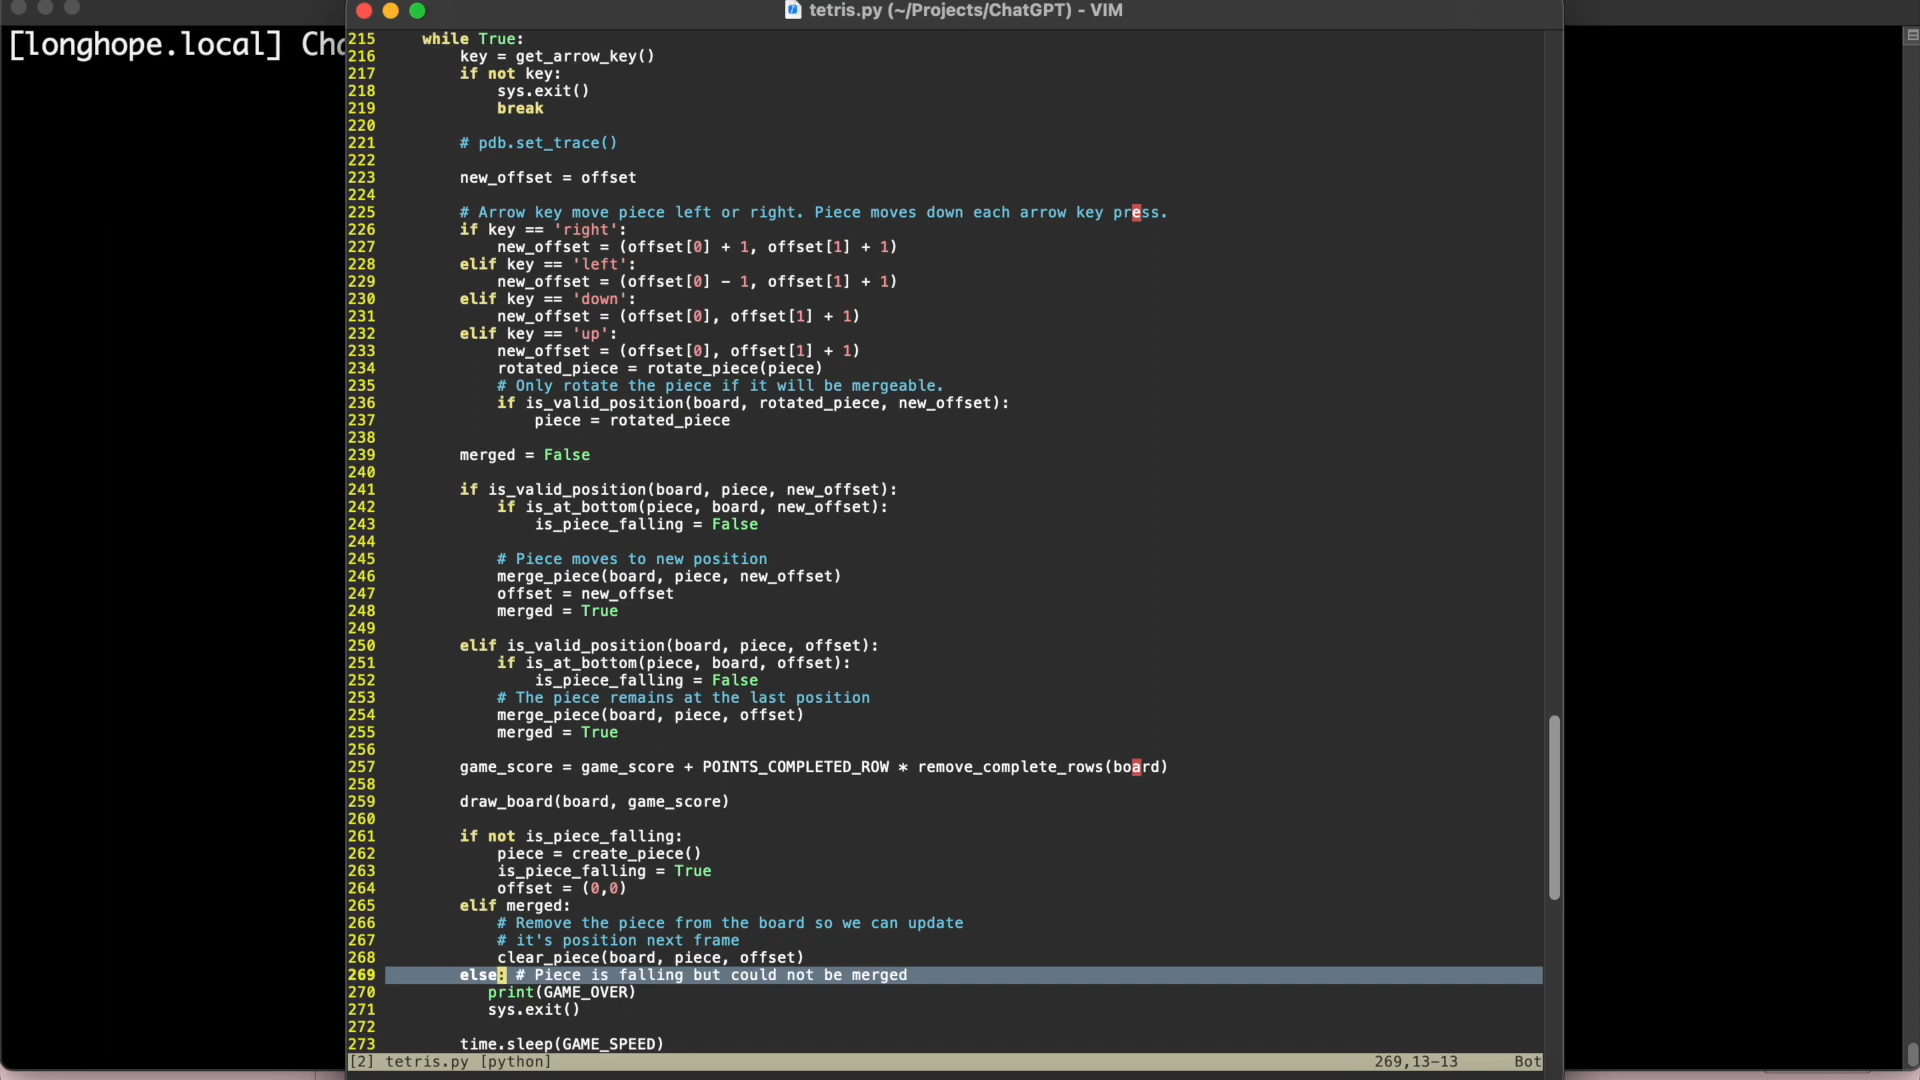 tetris.py (~/Projects/ChatGPT) - VIM
[longhope.local] Cha
215     while True:
216         key = get_arrow_key()
217         if not key:
218             sys.exit()
219             break
220
221         # pdb.set_trace()
222
223         new_offset = offset
224
225         # Arrow key move piece left or right. Piece moves down each arrow key press.
226         if key == 'right':
227             new_offset = (offset[0] + 1, offset[1] + 1)
228         elif key == 'left':
229             new_offset = (offset[0] - 1, offset[1] + 1)
230         elif key == 'down':
231             new_offset = (offset[0], offset[1] + 1)
232         elif key == 'up':
233             new_offset = (offset[0], offset[1] + 1)
234             rotated_piece = rotate_piece(piece)
235             # Only rotate the piece if it will be mergeable.
236             if is_valid_position(board, rotated_piece, new_offset):
237                 piece = rotated_piece
238
239         merged = False
240
241         if is_valid_position(board, piece, new_offset):
242             if is_at_bottom(piece, board, new_offset):
243                 is_piece_falling = False
244
245             # Piece moves to new position
246             merge_piece(board, piece, new_offset)
247             offset = new_offset
248             merged = True
249
250         elif is_valid_position(board, piece, offset):
251             if is_at_bottom(piece, board, offset):
252                 is_piece_falling = False
253             # The piece remains at the last position
254             merge_piece(board, piece, offset)
255             merged = True
256
257         game_score = game_score + POINTS_COMPLETED_ROW * remove_complete_rows(board)
258
259         draw_board(board, game_score)
260
261         if not is_piece_falling:
262             piece = create_piece()
263             is_piece_falling = True
264             offset = (0,0)
265         elif merged:
266             # Remove the piece from the board so we can update
267             # it's position next frame
268             clear_piece(board, piece, offset)
269         else: # Piece is falling but could not be merged
270            print(GAME_OVER)
271            sys.exit()
272
273         time.sleep(GAME_SPEED)
[2] tetris.py [python] 269,13-13 Bot